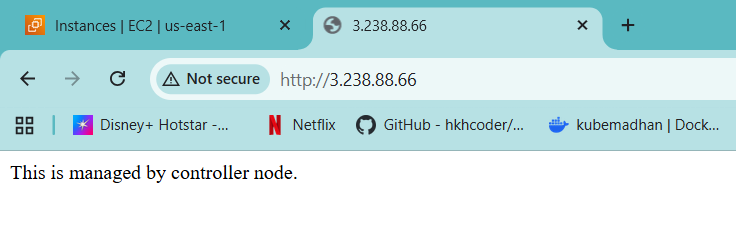 Instances | EC2 | us-east-1
3.238.88.66
Not secure
http://3.238.88.66
Disney+ Hotstar -...
Netflix
GitHub - hkhcoder/...
kubemadhan | Dock...
This is managed by controller node.